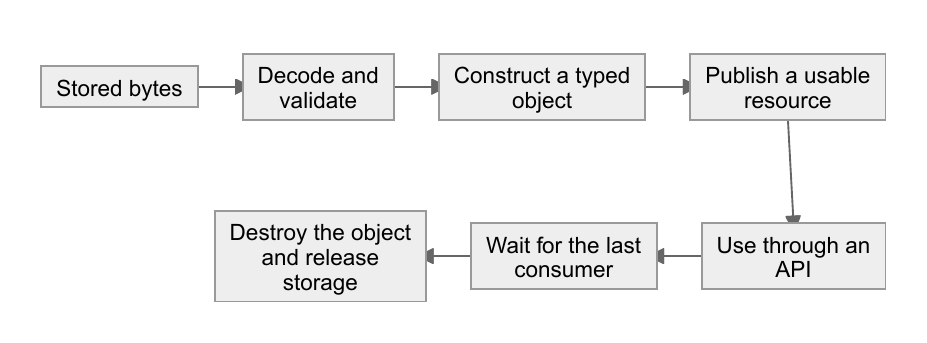 Stored bytes
Decode and
validate
Construct a typed
object
Publish a usable
resource
Use through an
API
Wait for the last
consumer
Destroy the object
and release
storage